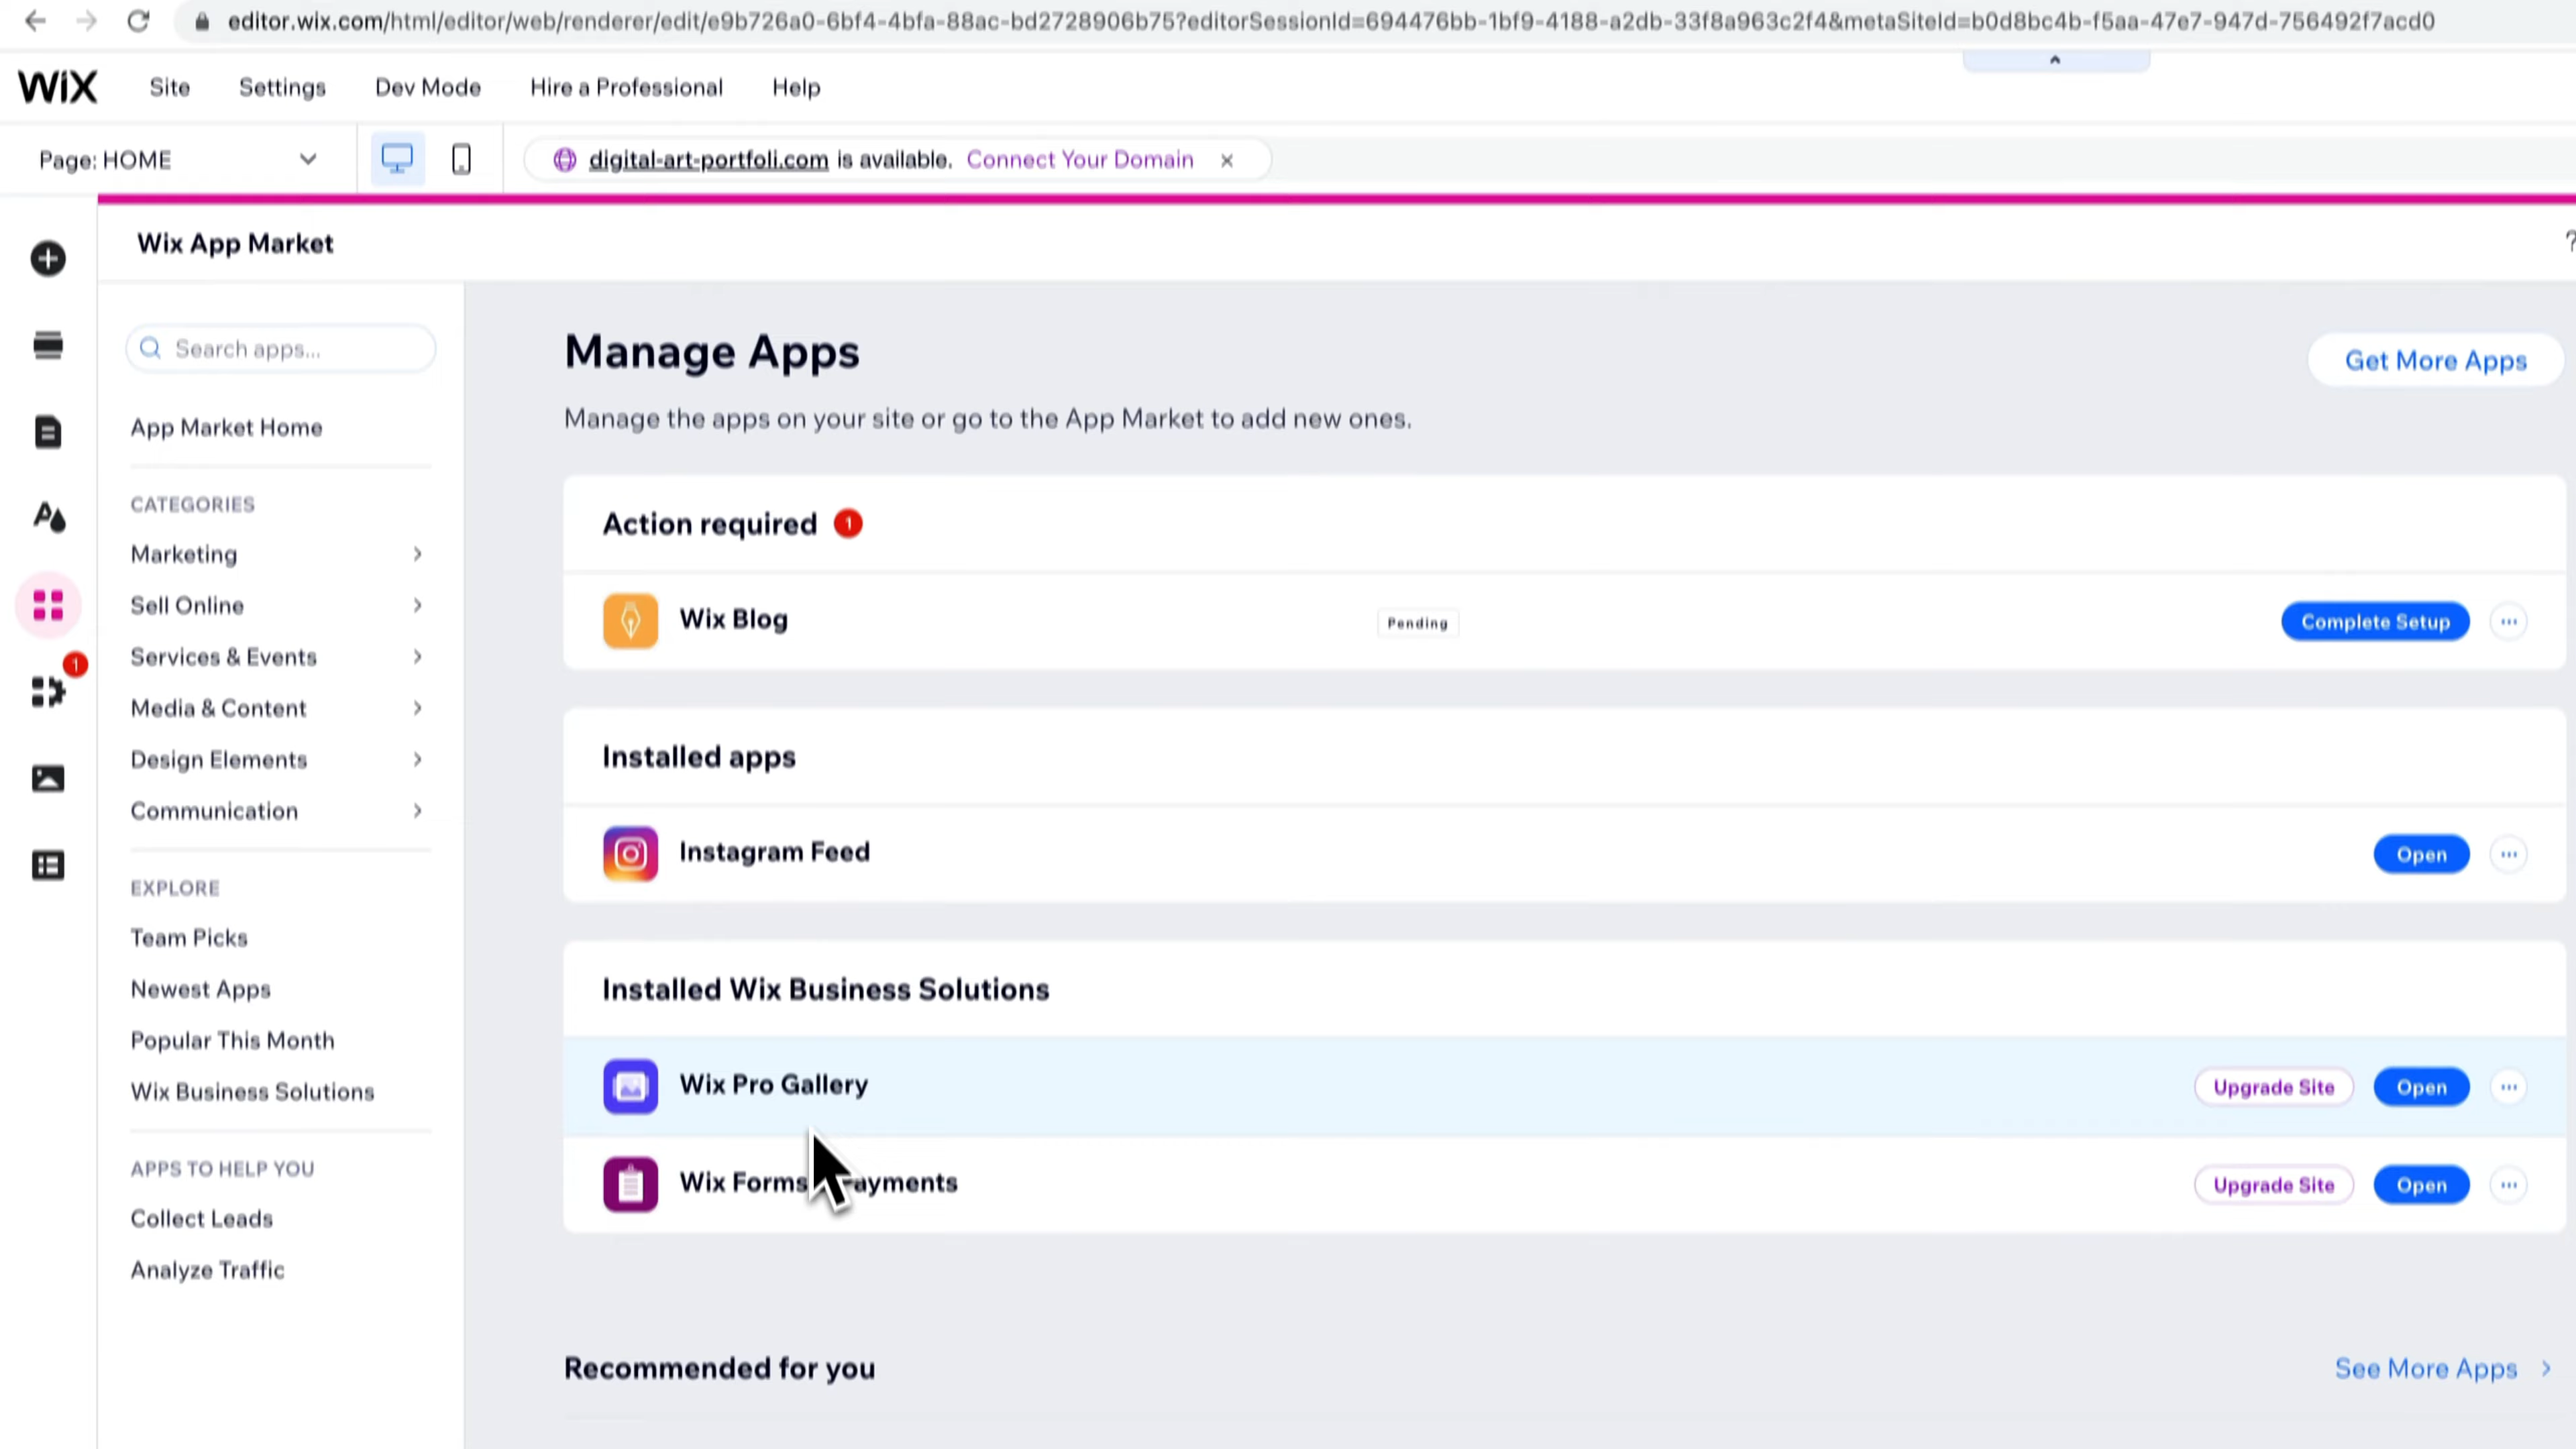 editor.wix.com/html/editor/web/renderer/edit/e9b726a0-6bf4-4bfa-88ac-bd2728906b75?editorSessionId=694476bb-1bf9-4188-a2db-33f8a963c2f4&metaSiteId=b0d8bc4b-f5aa-47e7-947d-756492f7acd0
WiX Site Settings Dev Mode Hire a Professional Help
Page: HOME digital-art-portfoli.com is available. Connect Your Domain ×
Wix App Market ?
Search apps...
App Market Home
CATEGORIES
Marketing
Sell Online
Services & Events
Media & Content
Design Elements
Communication
EXPLORE
Team Picks
Newest Apps
Popular This Month
Wix Business Solutions
APPS TO HELP YOU
Collect Leads
Analyze Traffic
1
Manage Apps
Get More Apps
Manage the apps on your site or go to the App Market to add new ones.
Action required 1
Wix Blog Pending Complete Setup
Installed apps
Instagram Feed Open
Installed Wix Business Solutions
Wix Pro Gallery Upgrade Site Open
Wix Forms ayments Upgrade Site Open
Recommended for you See More Apps